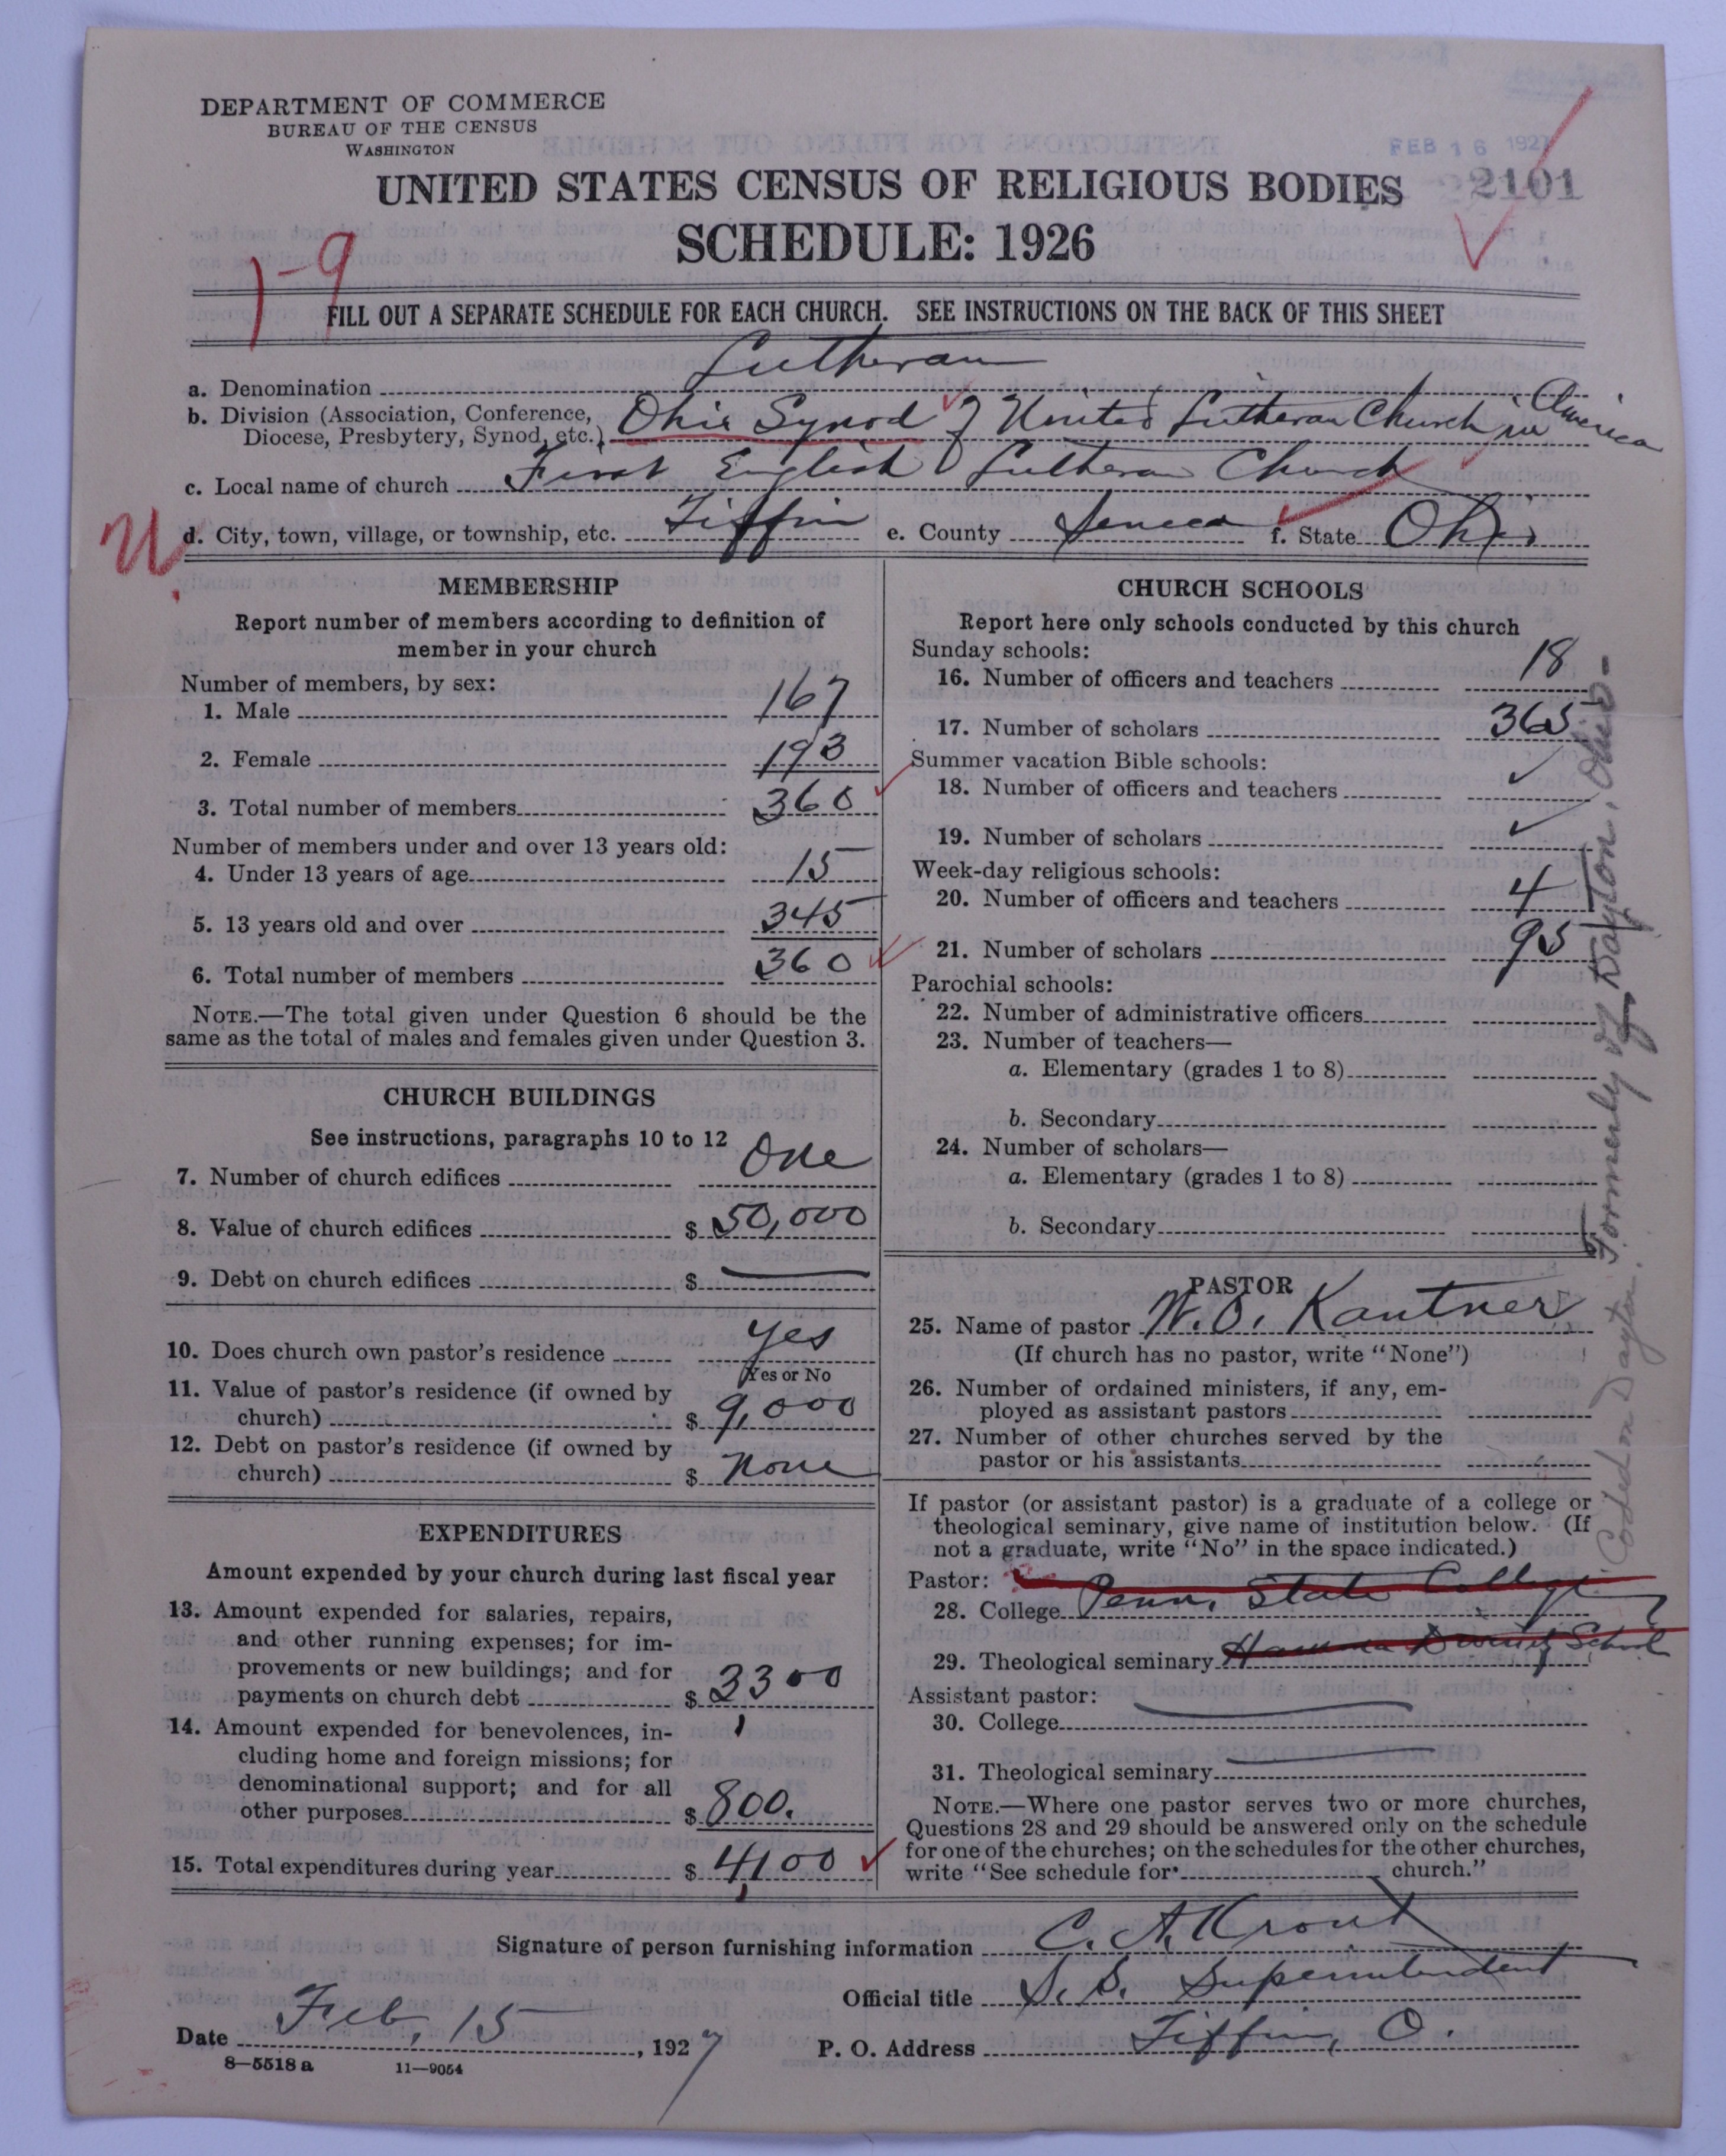 DEPARTMENT OF COMMERCE
BUREAU OF THE CENSUS
WASHINGTON
FEB 16 1927
2101
UNITED STATES CENSUS OF RELIGIOUS BODIES
SCHEDULE: 1926
1-9
FILL OUT A SEPARATE SCHEDULE FOR EACH CHURCH. SEE INSTRUCTIONS ON THE BACK OF THIS SHEET
a. Denomination Lutheran
b. Division (Association, Conference, Diocese, Presbytery, Synod, etc.) Ohio Synod of United Lutheran Church in America
c. Local name of church First English Lutheran Church
d. City, town, village, or township, etc. Tiffin e. County Seneca f. State Ohio
U
MEMBERSHIP
Report number of members according to definition of
member in your church
Number of members, by sex:
1. Male 167
2. Female 193
3. Total number of members 360
Number of members under and over 13 years old:
4. Under 13 years of age 15
5. 13 years old and over 345
6. Total number of members 360
NOTE.—The total given under Question 6 should be the
same as the total of males and females given under Question 3.
CHURCH BUILDINGS
See instructions, paragraphs 10 to 12
7. Number of church edifices One
8. Value of church edifices $ 50,000
9. Debt on church edifices $ —
10. Does church own pastor's residence yes
Yes or No
11. Value of pastor's residence (if owned by
church) $ 9,000
12. Debt on pastor's residence (if owned by
church) $ None
EXPENDITURES
Amount expended by your church during last fiscal year
13. Amount expended for salaries, repairs,
and other running expenses; for im-
provements or new buildings; and for
payments on church debt $ 3300
14. Amount expended for benevolences, in-
cluding home and foreign missions; for
denominational support; and for all
other purposes $ 800.
15. Total expenditures during year $ 4,100
CHURCH SCHOOLS
Report here only schools conducted by this church
Sunday schools:
16. Number of officers and teachers 18
17. Number of scholars 365
Summer vacation Bible schools:
18. Number of officers and teachers ✓
19. Number of scholars ✓
Week-day religious schools:
20. Number of officers and teachers 4
21. Number of scholars 95
Parochial schools:
22. Number of administrative officers
23. Number of teachers—
a. Elementary (grades 1 to 8)
b. Secondary
24. Number of scholars—
a. Elementary (grades 1 to 8)
b. Secondary
PASTOR
25. Name of pastor W. O. Kantner
(If church has no pastor, write "None")
26. Number of ordained ministers, if any, em-
ployed as assistant pastors
27. Number of other churches served by the
pastor or his assistants
If pastor (or assistant pastor) is a graduate of a college or
theological seminary, give name of institution below. (If
not a graduate, write "No" in the space indicated.)
Pastor:
28. College Penn. State College
29. Theological seminary Hamma Divinity School
Assistant pastor:
30. College
31. Theological seminary
NOTE.—Where one pastor serves two or more churches,
Questions 28 and 29 should be answered only on the schedule
for one of the churches; on the schedules for the other churches,
write "See schedule for church."
Formerly of Dayton, Ohio-
Coded on Dayton.
Signature of person furnishing information C. A. Krout
Official title S. S. Superintendent
Date Feb. 15, 1927 P. O. Address Tiffin, O.
8—5518 a 11—9054